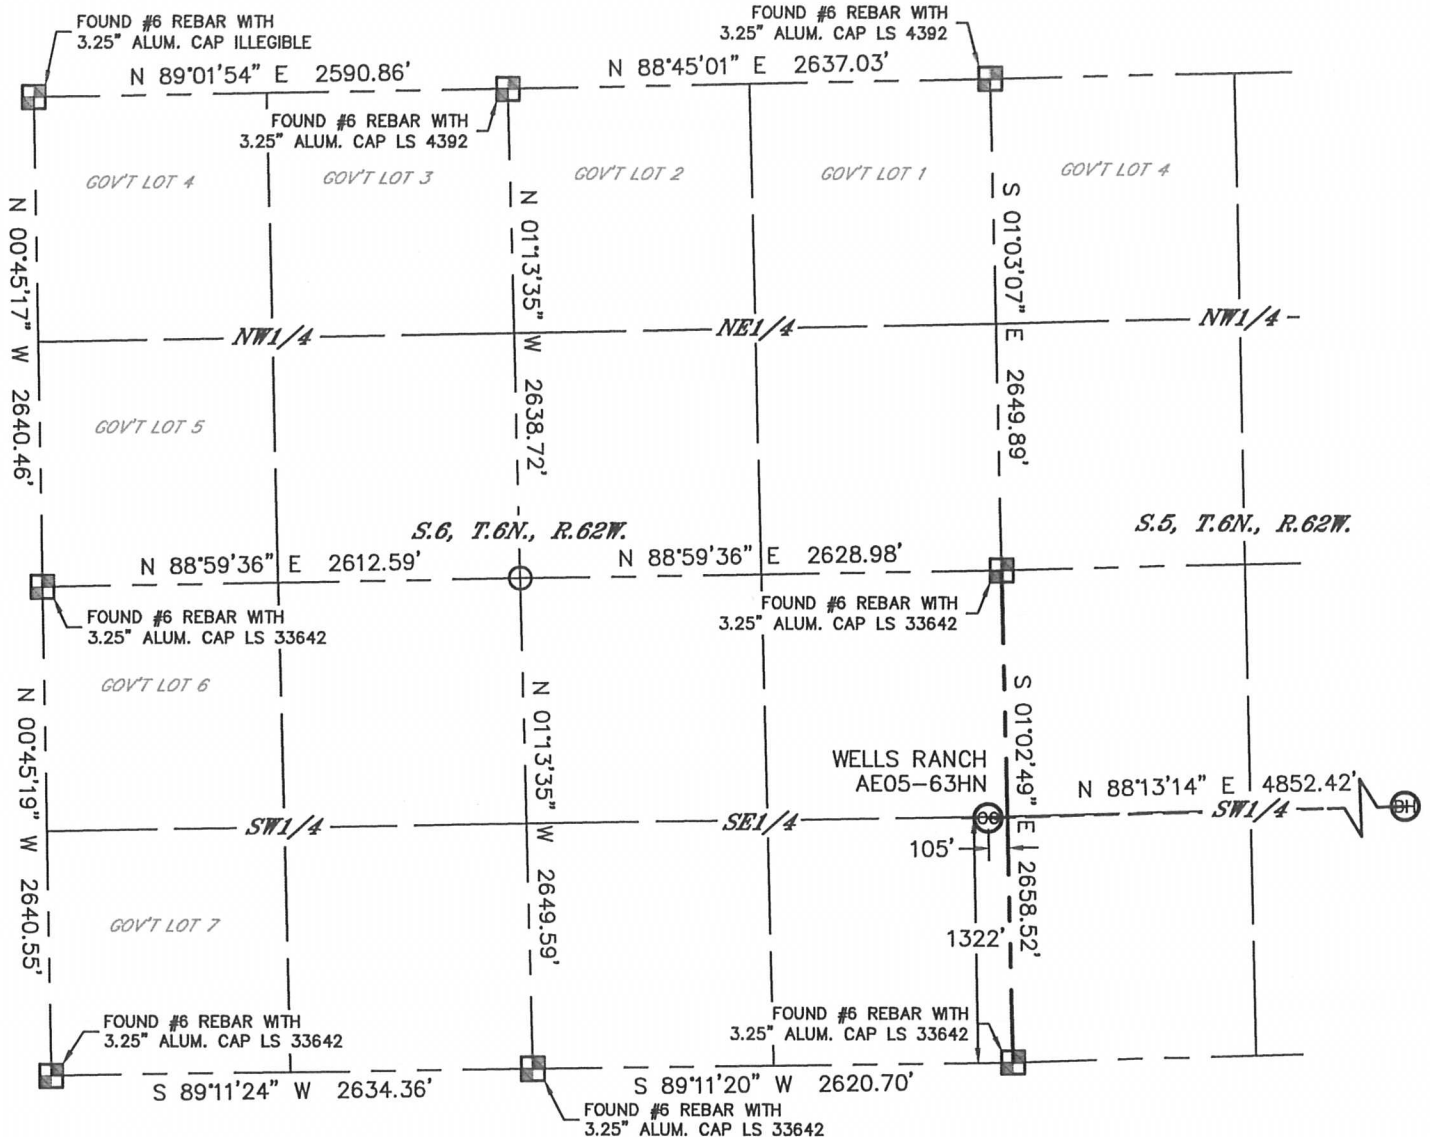 FOUND #6 REBAR WITH
3.25" ALUM. CAP ILLEGIBLE
FOUND #6 REBAR WITH
3.25" ALUM. CAP LS 4392
N 89°01'54" E 2590.86'
N 88°45'01" E 2637.03'
FOUND #6 REBAR WITH
3.25" ALUM. CAP LS 4392
GOV'T LOT 4
GOV'T LOT 3
GOV'T LOT 2
GOV'T LOT 1
GOV'T LOT 4
N 00°45'17" W 2640.46'
N 01°13'35" W 2638.72'
S 01°03'07" E 2649.89'
NW1/4
NE1/4
NW1/4
GOV'T LOT 5
S.6, T.6N., R.62W.
S.5, T.6N., R.62W.
N 88°59'36" E 2612.59'
N 88°59'36" E 2628.98'
FOUND #6 REBAR WITH
3.25" ALUM. CAP LS 33642
FOUND #6 REBAR WITH
3.25" ALUM. CAP LS 33642
GOV'T LOT 6
N 00°45'19" W 2640.55'
N 01°13'35" W 2649.59'
S 01°02'49" E 2658.52'
WELLS RANCH
AE05-63HN
N 88°13'14" E 4852.42'
SW1/4
SE1/4
OG
SW1/4
BH
105'
1322'
GOV'T LOT 7
FOUND #6 REBAR WITH
3.25" ALUM. CAP LS 33642
FOUND #6 REBAR WITH
3.25" ALUM. CAP LS 33642
S 89°11'24" W 2634.36'
S 89°11'20" W 2620.70'
FOUND #6 REBAR WITH
3.25" ALUM. CAP LS 33642